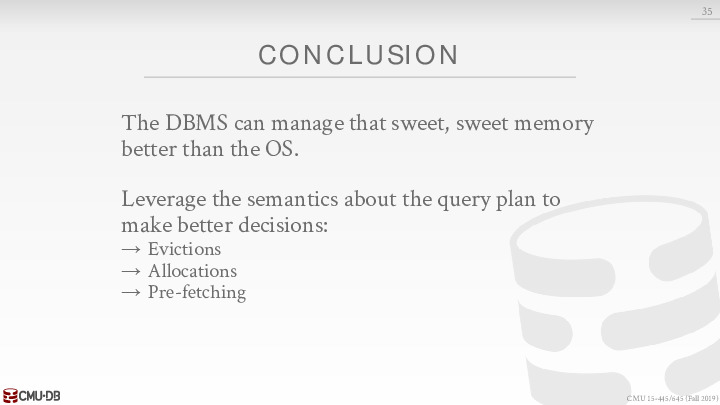 35
CONCLUSION
The DBMS can manage that sweet, sweet memory
better than the OS.
Leverage the semantics about the query plan to
make better decisions:
→ Evictions
→ Allocations
→ Pre-fetching
CMU·DB
CMU 15-445/645 (Fall 2019)